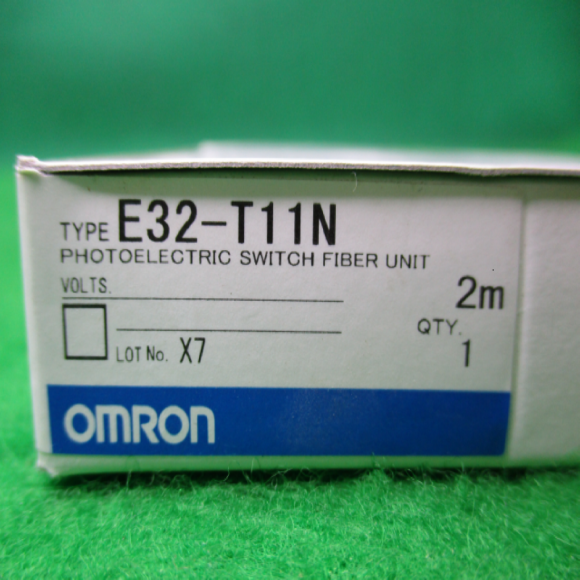 TYPE E32-T11N
PHOTOELECTRIC SWITCH FIBER UNIT
VOLTS.
2m
QTY.
LOT No. X7
1
OMRON